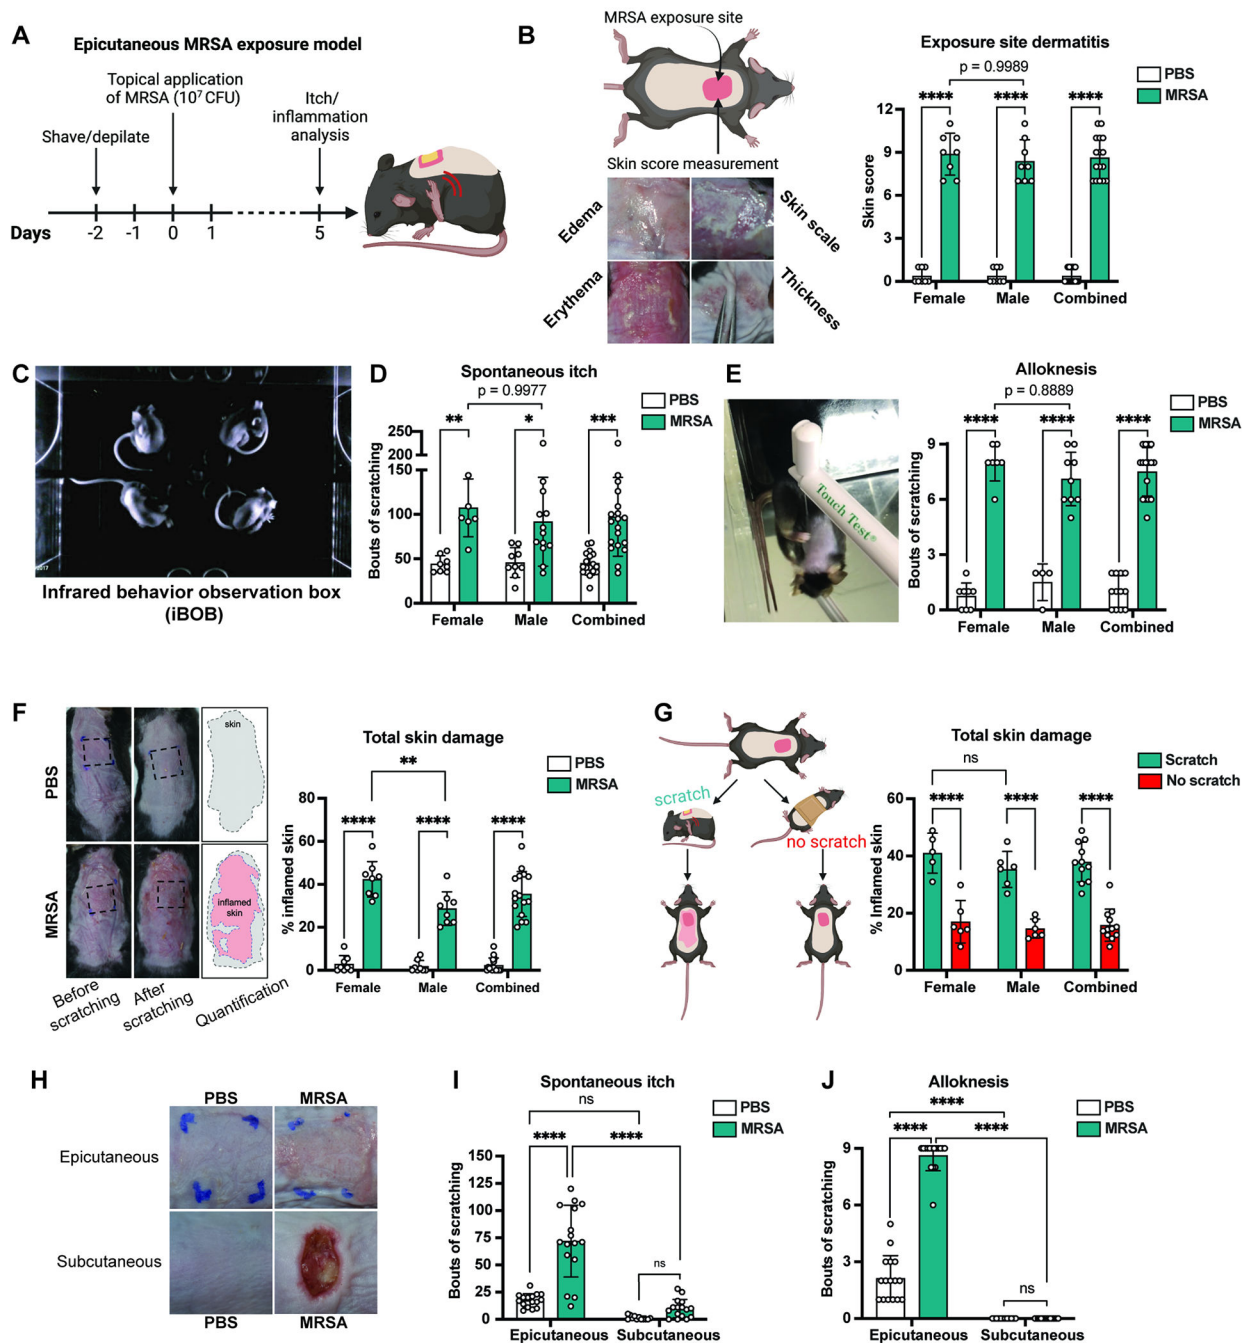 A
Epicutaneous MRSA exposure model
Topical application
of MRSA (10⁷ CFU)
Shave/depilate
Itch/
inflammation
analysis
Days
-2
-1
0
1
5
B
MRSA exposure site
Skin score measurement
Edema
Skin scale
Erythema
Thickness
Exposure site dermatitis
p = 0.9989
PBS
MRSA
****
****
****
Skin score
12
9
6
3
0
Female
Male
Combined
C
Infrared behavior observation box
(iBOB)
D
Spontaneous itch
p = 0.9977
PBS
MRSA
**
*
***
Bouts of scratching
250
200
150
100
50
0
Female
Male
Combined
E
Touch Test®
Alloknesis
p = 0.8889
PBS
MRSA
****
****
****
Bouts of scratching
9
6
3
0
Female
Male
Combined
F
PBS
MRSA
skin
inflamed
skin
Before
scratching
After
scratching
Quantification
Total skin damage
**
PBS
MRSA
****
****
****
% inflamed skin
80
60
40
20
0
Female
Male
Combined
G
scratch
no scratch
Total skin damage
ns
Scratch
No scratch
****
****
****
% Inflamed skin
60
40
20
0
Female
Male
Combined
H
PBS
MRSA
Epicutaneous
Subcutaneous
PBS
MRSA
I
Spontaneous itch
ns
PBS
MRSA
****
****
ns
Bouts of scratching
150
125
100
75
50
25
0
Epicutaneous
Subcutaneous
J
Alloknesis
****
PBS
MRSA
****
****
ns
Bouts of scratching
9
6
3
0
Epicutaneous
Subcutaneous